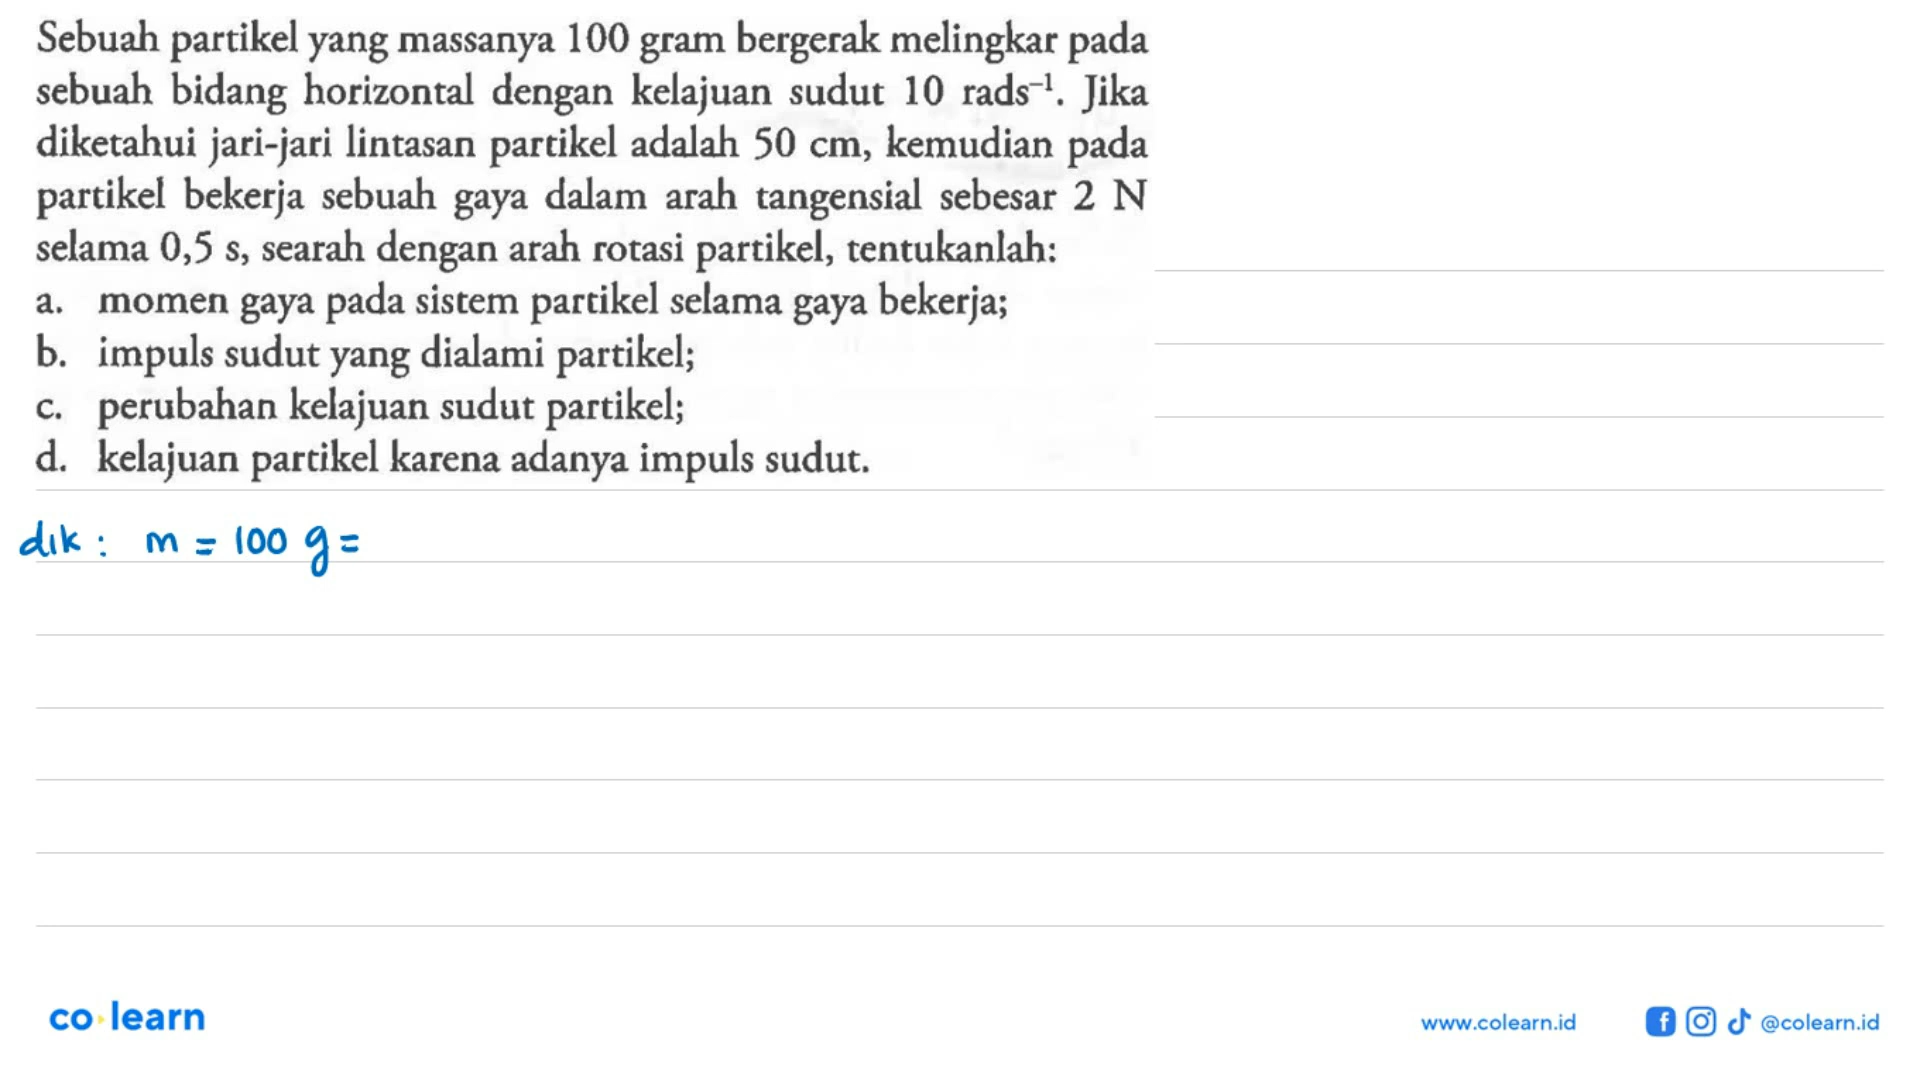 Sebuah partikel yang massanya 100 gram bergerak melingkar pada
sebuah bidang horizontal dengan kelajuan sudut 10 rads⁻¹. Jika
diketahui jari-jari lintasan partikel adalah 50 cm, kemudian pada
partikel bekerja sebuah gaya dalam arah tangensial sebesar 2 N
selama 0,5 s, searah dengan arah rotasi partikel, tentukanlah:
a. momen gaya pada sistem partikel selama gaya bekerja;
b. impuls sudut yang dialami partikel;
c. perubahan kelajuan sudut partikel;
d. kelajuan partikel karena adanya impuls sudut.
dik : m = 100 g =
co learn
www.colearn.id
@colearn.id